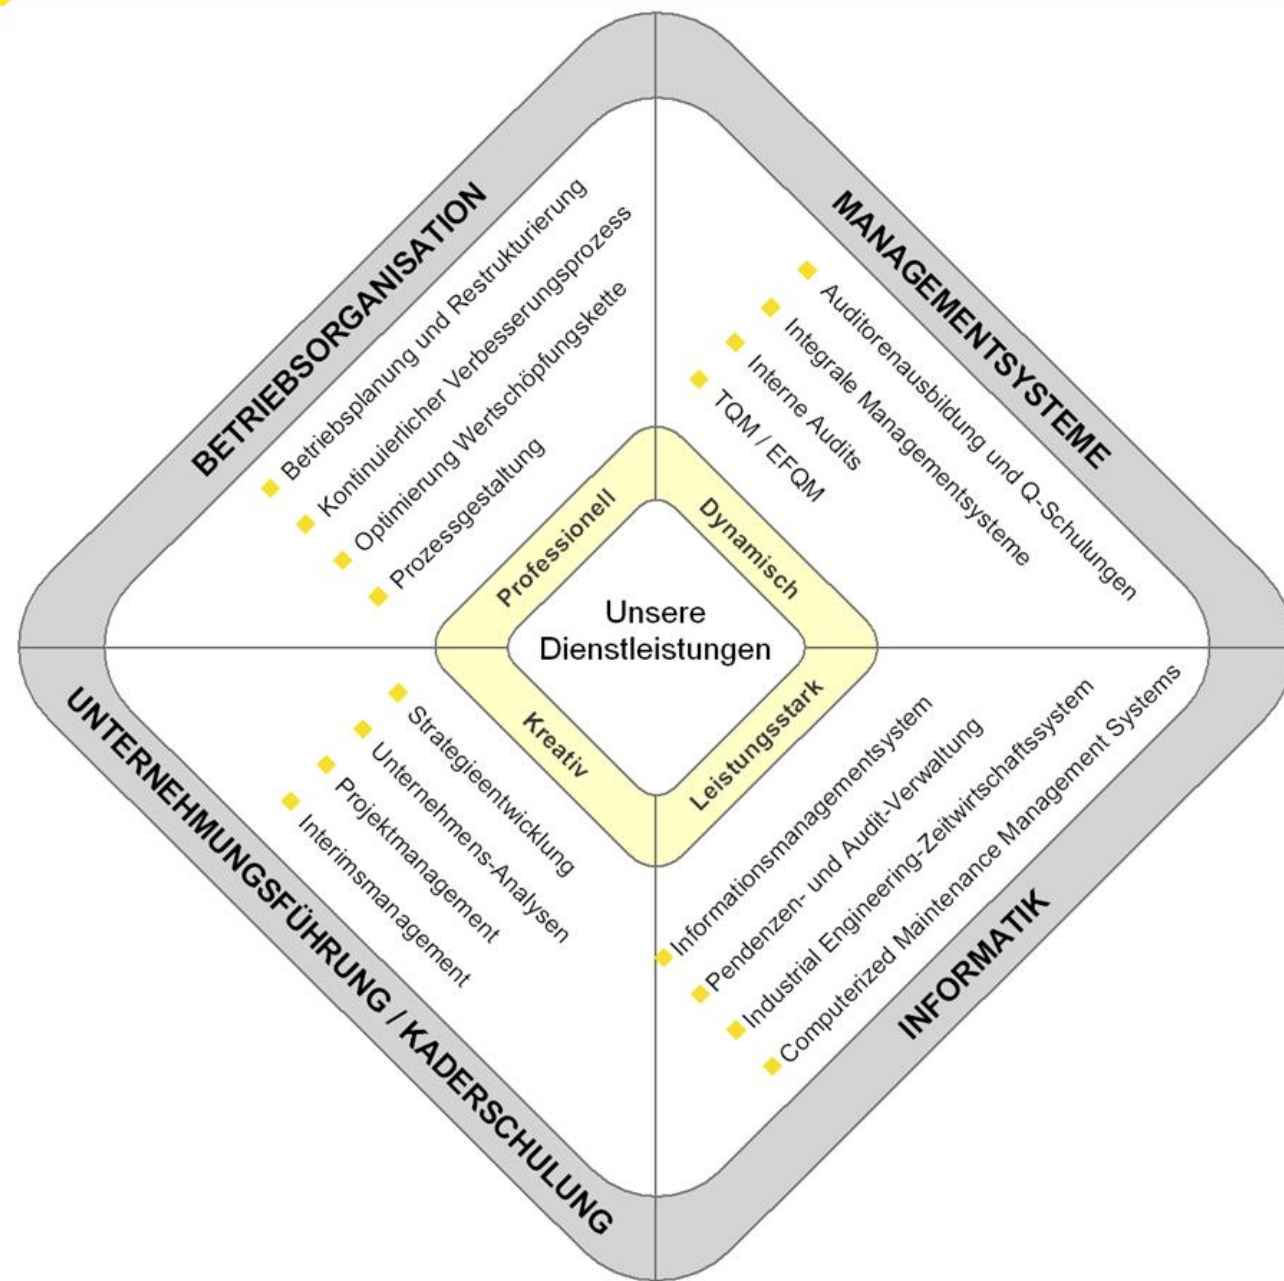 BETRIEBSORGANISATION
Betriebsplanung und Restrukturierung
Kontinuierlicher Verbesserungsprozess
Optimierung Wertschöpfungskette
Prozessgestaltung
MANAGEMENTSYSTEME
Auditorenausbildung und Q-Schulungen
Integrale Managementsysteme
Interne Audits
TQM / EFQM
Professionell
Dynamisch
Unsere
Dienstleistungen
Kreativ
Leistungsstark
UNTERNEHMUNGSFÜHRUNG / KADERSCHULUNG
Strategieentwicklung
Unternehmens-Analysen
Projektmanagement
Interimsmanagement
INFORMATIK
Informationsmanagementsystem
Pendenzen- und Audit-Verwaltung
Industrial Engineering-Zeitwirtschaftssystem
Computerized Maintenance Management Systems